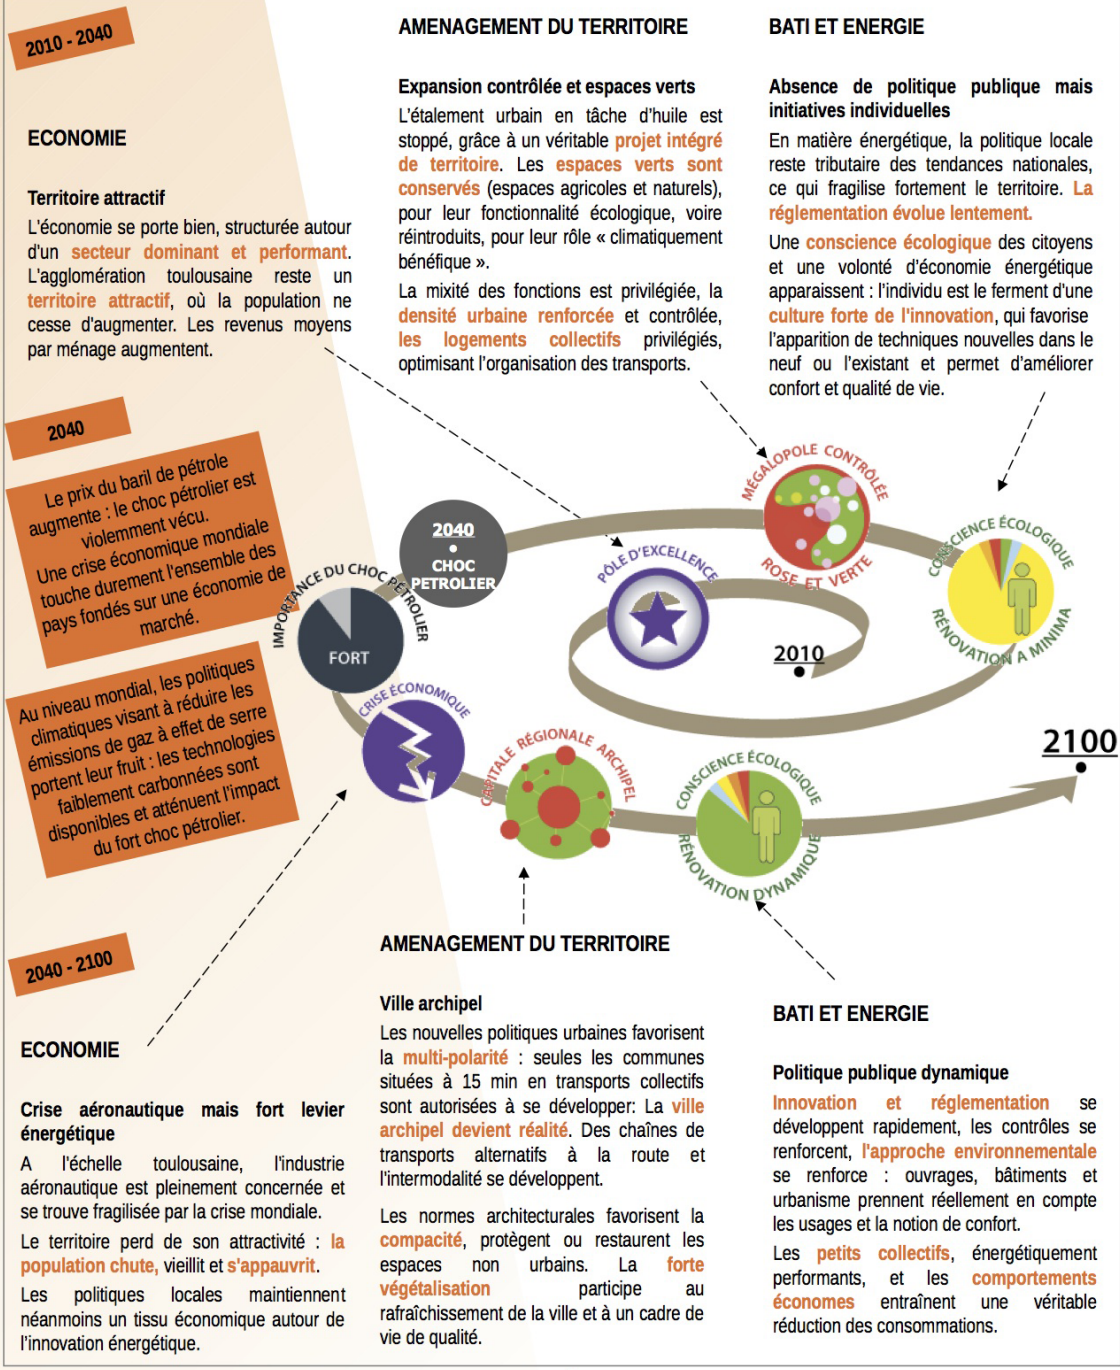 2010 - 2040
ECONOMIE
Territoire attractif
L'économie se porte bien, structurée autour
d'un secteur dominant et performant.
L'agglomération toulousaine reste un
territoire attractif, où la population ne
cesse d'augmenter. Les revenus moyens
par ménage augmentent.
AMENAGEMENT DU TERRITOIRE
Expansion contrôlée et espaces verts
L'étalement urbain en tâche d'huile est
stoppé, grâce à un véritable projet intégré
de territoire. Les espaces verts sont
conservés (espaces agricoles et naturels),
pour leur fonctionnalité écologique, voire
réintroduits, pour leur rôle « climatiquement
bénéfique ».
La mixité des fonctions est privilégiée, la
densité urbaine renforcée et contrôlée,
les logements collectifs privilégiés,
optimisant l'organisation des transports.
BATI ET ENERGIE
Absence de politique publique mais
initiatives individuelles
En matière énergétique, la politique locale
reste tributaire des tendances nationales,
ce qui fragilise fortement le territoire. La
réglementation évolue lentement.
Une conscience écologique des citoyens
et une volonté d'économie énergétique
apparaissent : l'individu est le ferment d'une
culture forte de l'innovation, qui favorise
l'apparition de techniques nouvelles dans le
neuf ou l'existant et permet d'améliorer
confort et qualité de vie.
2040
Le prix du baril de pétrole
augmente : le choc pétrolier est
violemment vécu.
Une crise économique mondiale
touche durement l'ensemble des
pays fondés sur une économie de
marché.
Au niveau mondial, les politiques
climatiques visant à réduire les
émissions de gaz à effet de serre
portent leur fruit : les technologies
faiblement carbonnées sont
disponibles et atténuent l'impact
du fort choc pétrolier.
2040
•
CHOC
PETROLIER
IMPORTANCE DU CHOC PÉTROLIER
FORT
PÔLE D'EXCELLENCE
MÉGALOPOLE CONTRÔLÉE
ROSE ET VERTE
CONSCIENCE ÉCOLOGIQUE
RÉNOVATION A MINIMA
2010
CRISE ÉCONOMIQUE
CAPITALE RÉGIONALE ARCHIPEL
CONSCIENCE ÉCOLOGIQUE
RÉNOVATION DYNAMIQUE
2100
2040 - 2100
ECONOMIE
Crise aéronautique mais fort levier
énergétique
A l'échelle toulousaine, l'industrie
aéronautique est pleinement concernée et
se trouve fragilisée par la crise mondiale.
Le territoire perd de son attractivité : la
population chute, vieillit et s'appauvrit.
Les politiques locales maintiennent
néanmoins un tissu économique autour de
l'innovation énergétique.
AMENAGEMENT DU TERRITOIRE
Ville archipel
Les nouvelles politiques urbaines favorisent
la multi-polarité : seules les communes
situées à 15 min en transports collectifs
sont autorisées à se développer: La ville
archipel devient réalité. Des chaînes de
transports alternatifs à la route et
l'intermodalité se développent.
Les normes architecturales favorisent la
compacité, protègent ou restaurent les
espaces non urbains. La forte
végétalisation participe au
rafraîchissement de la ville et à un cadre de
vie de qualité.
BATI ET ENERGIE
Politique publique dynamique
Innovation et réglementation se
développent rapidement, les contrôles se
renforcent, l'approche environnementale
se renforce : ouvrages, bâtiments et
urbanisme prennent réellement en compte
les usages et la notion de confort.
Les petits collectifs, énergétiquement
performants, et les comportements
économes entraînent une véritable
réduction des consommations.